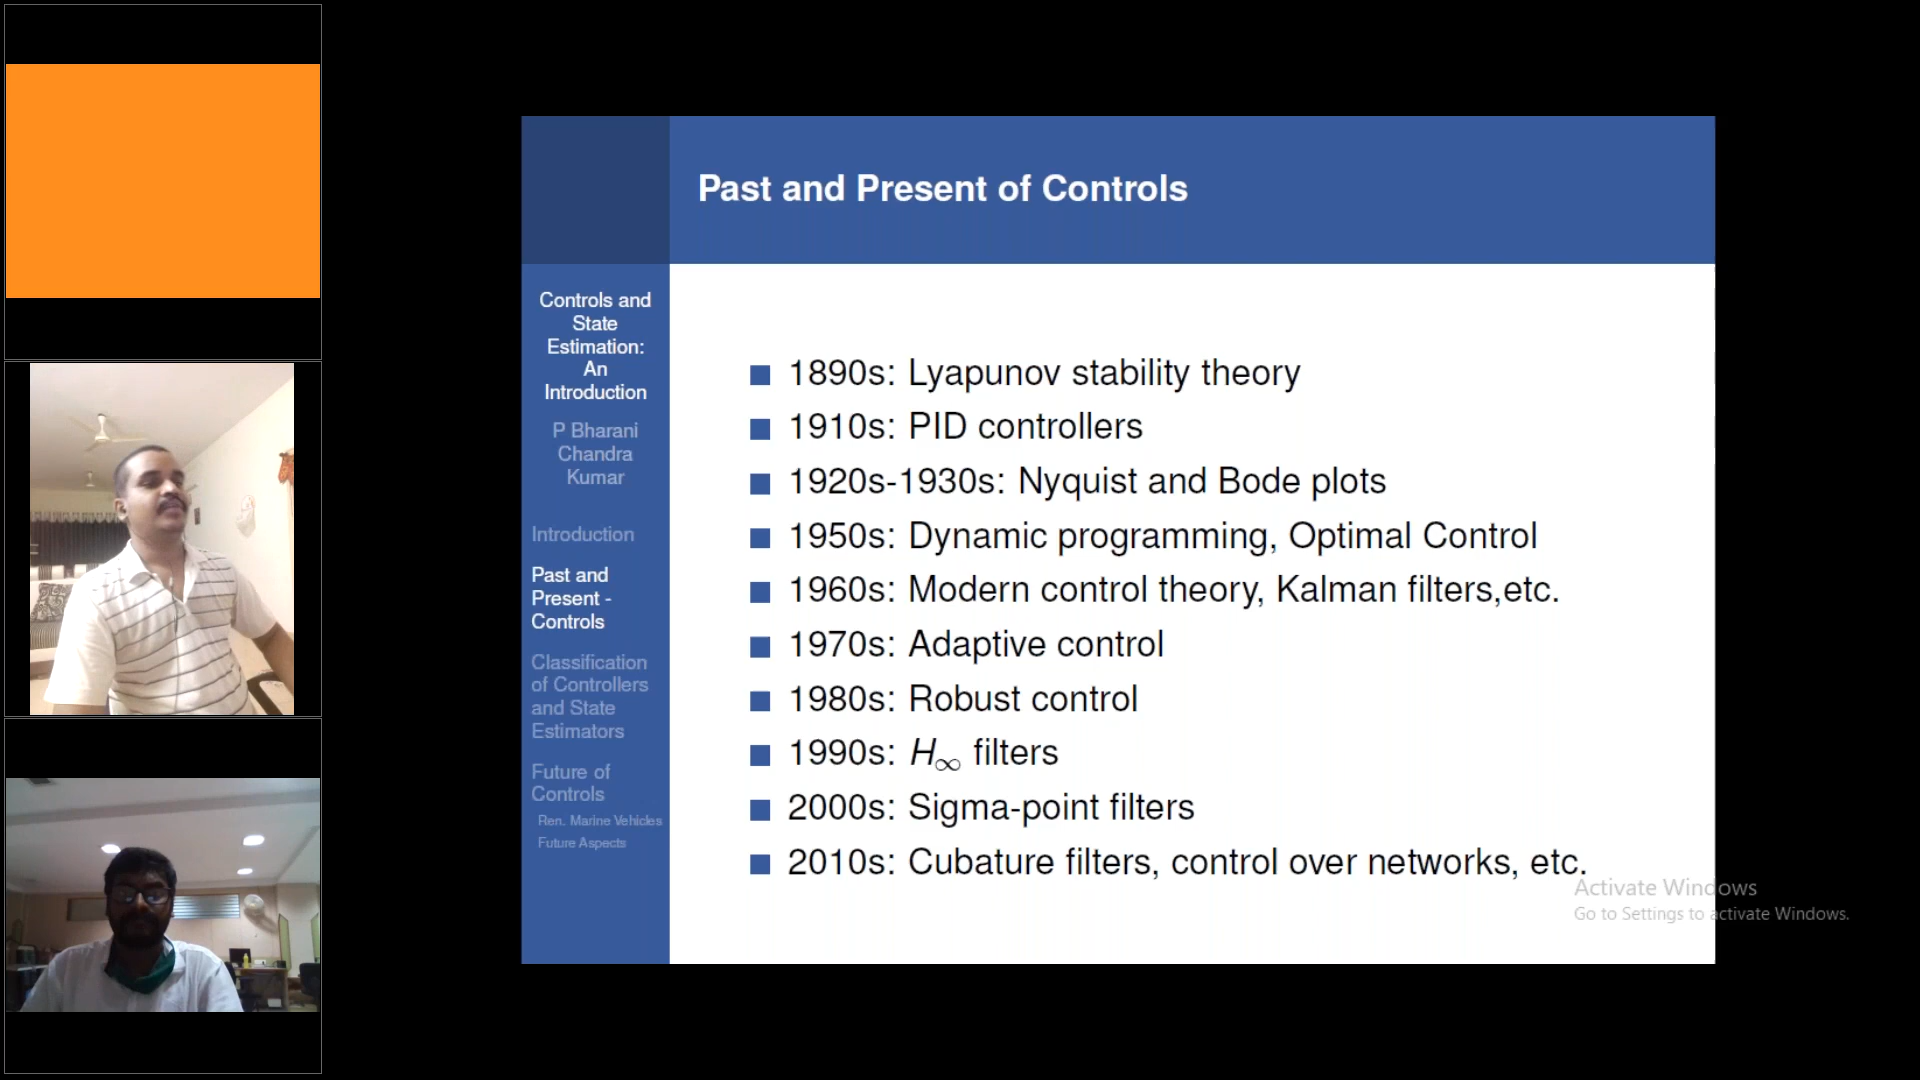 Past and Present of Controls
Controls and
State
Estimation:
An
Introduction
P Bharani
Chandra
Kumar
Introduction
Past and
Present -
Controls
Classification
of Controllers
and State
Estimators
Future of
Controls
Ren. Marine Vehicles
Future Aspects
1890s: Lyapunov stability theory
1910s: PID controllers
1920s-1930s: Nyquist and Bode plots
1950s: Dynamic programming, Optimal Control
1960s: Modern control theory, Kalman filters,etc.
1970s: Adaptive control
1980s: Robust control
1990s: H∞ filters
2000s: Sigma-point filters
2010s: Cubature filters, control over networks, etc.
Activate Windows
Go to Settings to activate Windows.